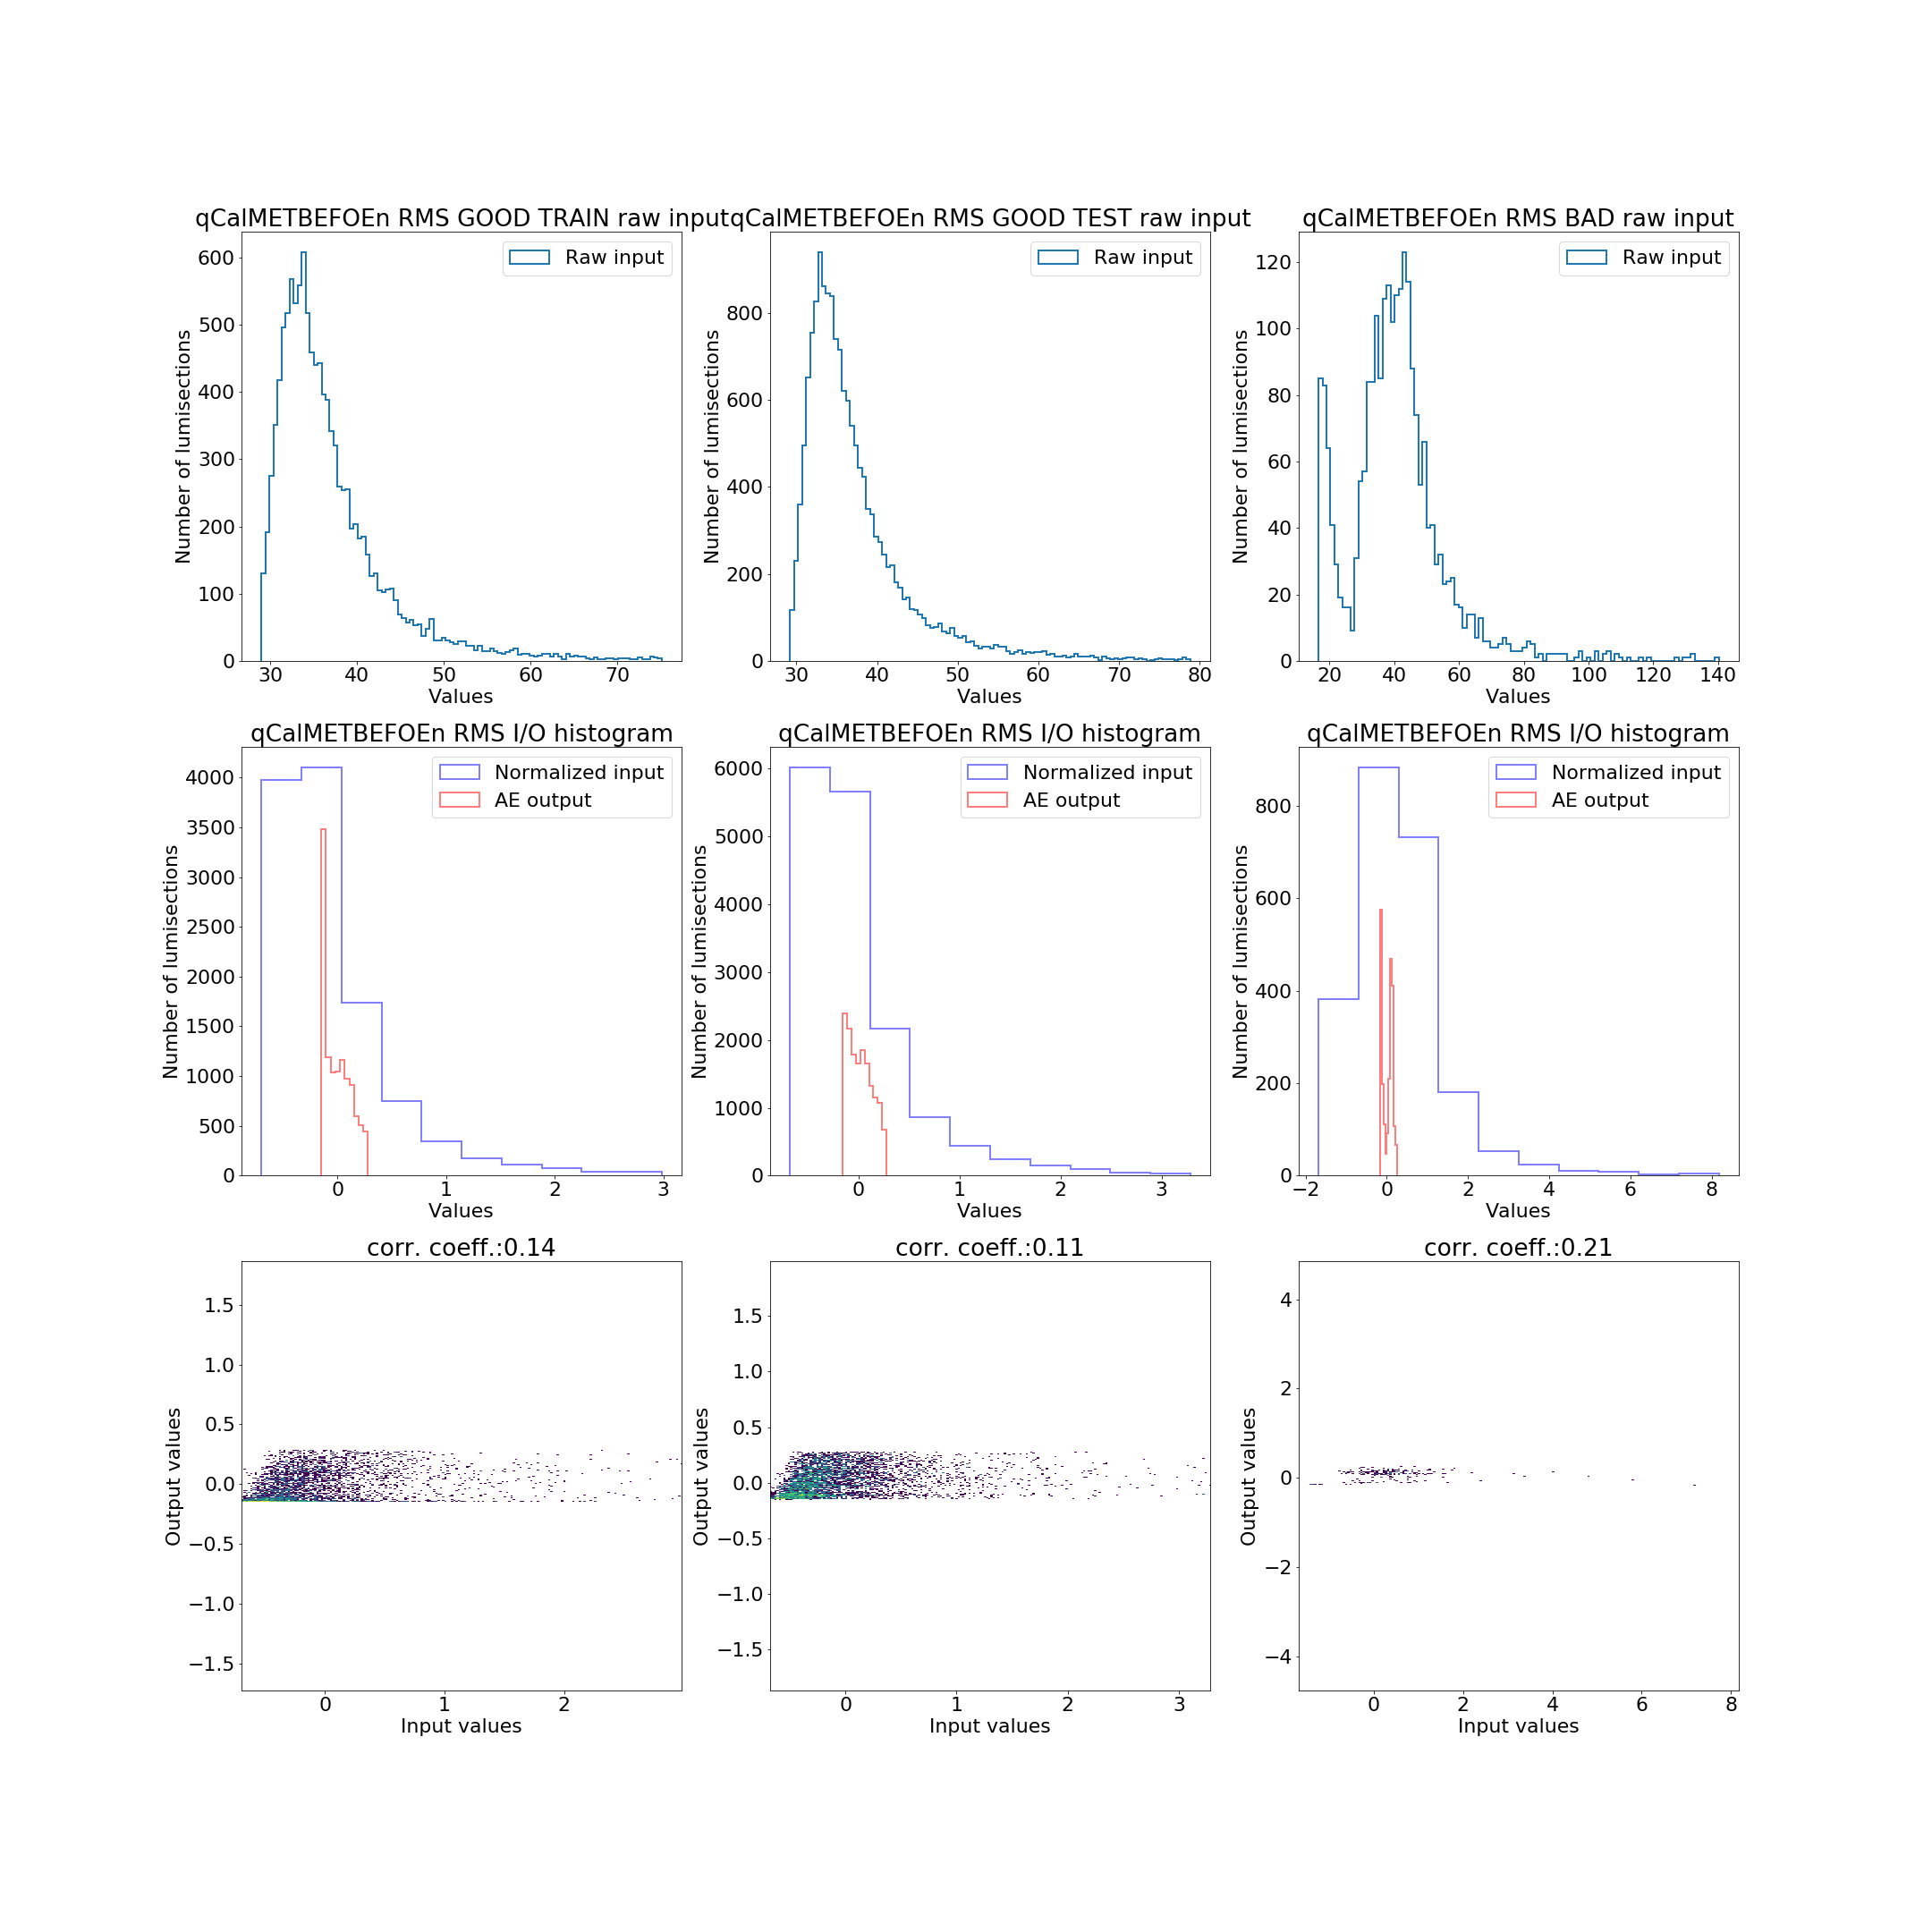 qCalMETBEFOEn RMS GOOD TRAIN raw input
Raw input
Number of lumisections
600
500
400
300
200
100
0
30 40 50 60 70
Values
qCalMETBEFOEn RMS GOOD TEST raw input
Raw input
Number of lumisections
800
600
400
200
0
30 40 50 60 70 80
Values
qCalMETBEFOEn RMS BAD raw input
Raw input
Number of lumisections
120
100
80
60
40
20
0
20 40 60 80 100 120 140
Values
qCalMETBEFOEn RMS I/O histogram
Normalized input
AE output
Number of lumisections
4000
3500
3000
2500
2000
1500
1000
500
0
0 1 2 3
Values
qCalMETBEFOEn RMS I/O histogram
Normalized input
AE output
Number of lumisections
6000
5000
4000
3000
2000
1000
0
0 1 2 3
Values
qCalMETBEFOEn RMS I/O histogram
Normalized input
AE output
Number of lumisections
800
600
400
200
0
−2 0 2 4 6 8
Values
corr. coeff.:0.14
Output values
1.5
1.0
0.5
0.0
−0.5
−1.0
−1.5
0 1 2
Input values
corr. coeff.:0.11
Output values
1.5
1.0
0.5
0.0
−0.5
−1.0
−1.5
0 1 2 3
Input values
corr. coeff.:0.21
Output values
4
2
0
−2
−4
0 2 4 6 8
Input values